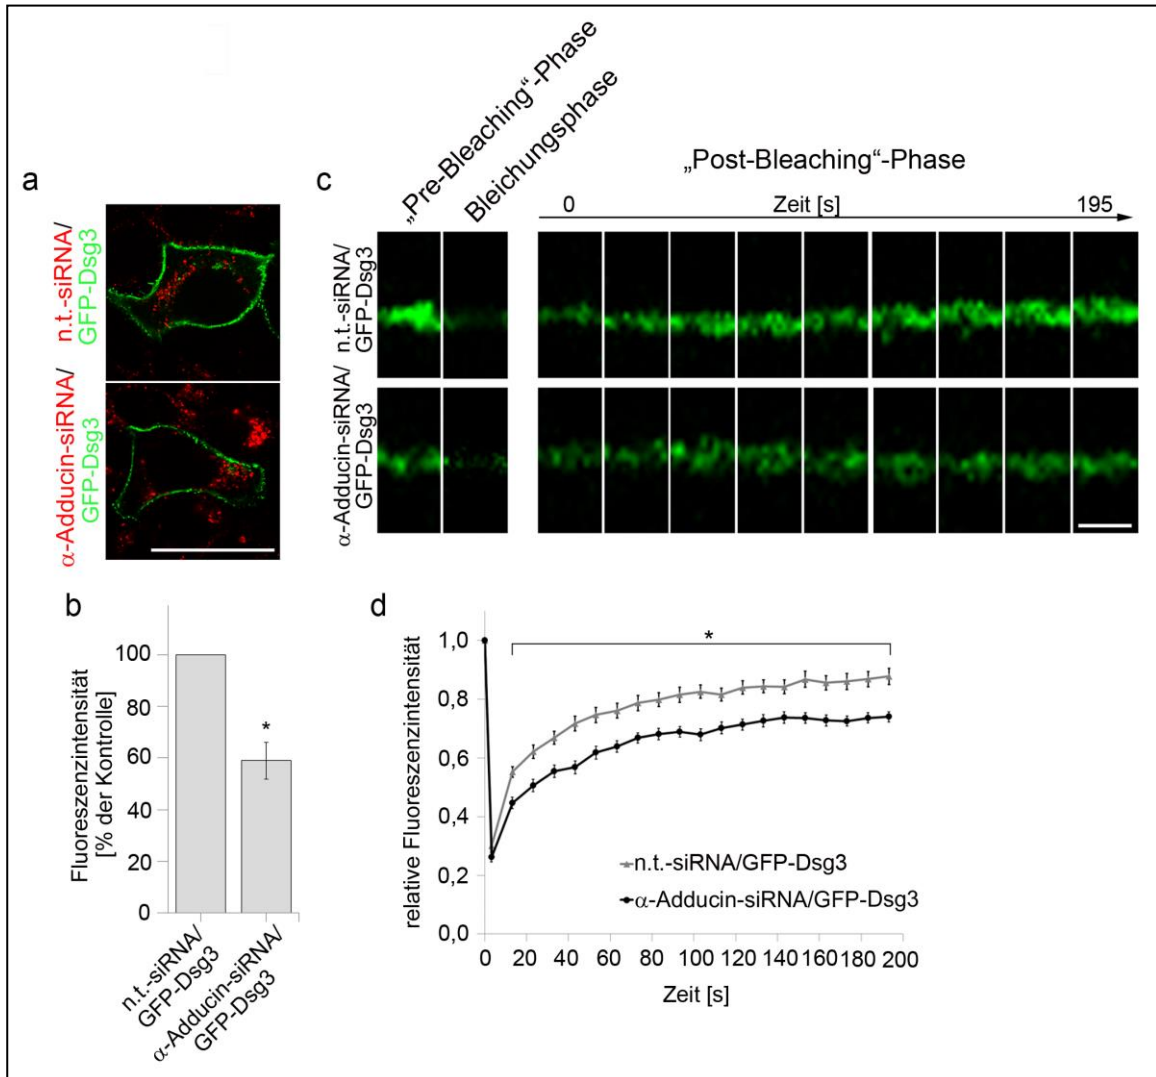 a
n.t.-siRNA/
GFP-Dsg3
α-Adducin-siRNA/
GFP-Dsg3
c
„Pre-Bleaching“-Phase
Bleichungsphase
„Post-Bleaching“-Phase
0 Zeit [s] 195
n.t.-siRNA/
GFP-Dsg3
α-Adducin-siRNA/
GFP-Dsg3
b
Fluoreszenzintensität
[% der Kontrolle]
100
80
60
40
20
0
*
n.t.-siRNA/
GFP-Dsg3
α-Adducin-siRNA/
GFP-Dsg3
d
relative Fluoreszenzintensität
1,0
0,8
0,6
0,4
0,2
0,0
*
n.t.-siRNA/GFP-Dsg3
α-Adducin-siRNA/GFP-Dsg3
0 20 40 60 80 100 120 140 160 180 200
Zeit [s]